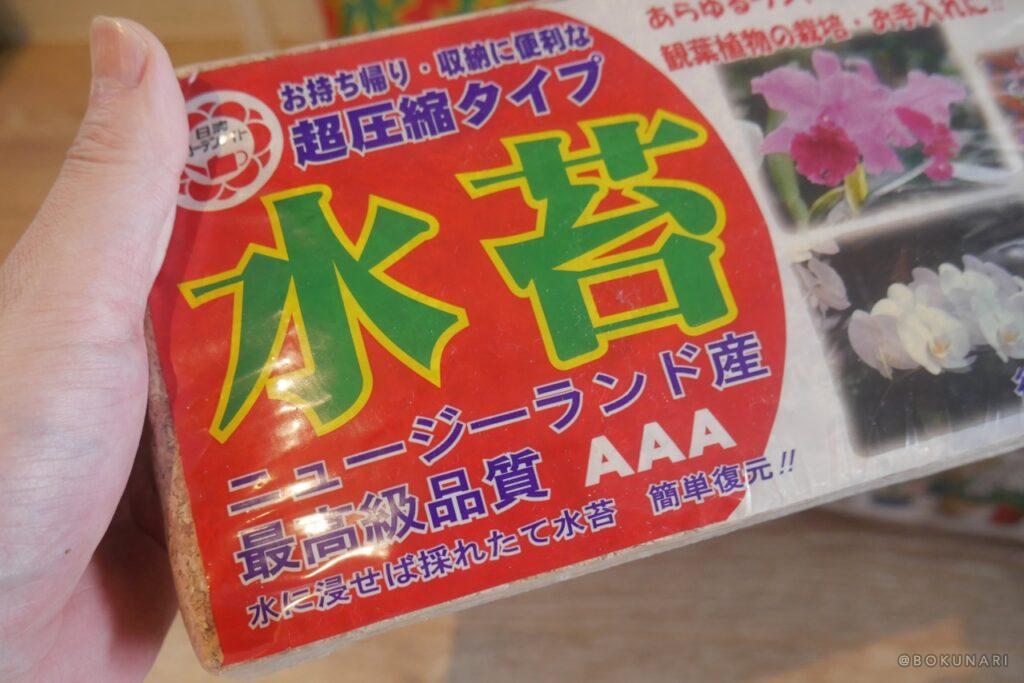 お持ち帰り・収納に便利な
超圧縮タイプ
水苔
ニュージーランド産
最高級品質 AAA
水に浸せば採れたて水苔 簡単復元!!
あらゆる
観葉植物の栽培・お手入れに!!
@BOKUNARI